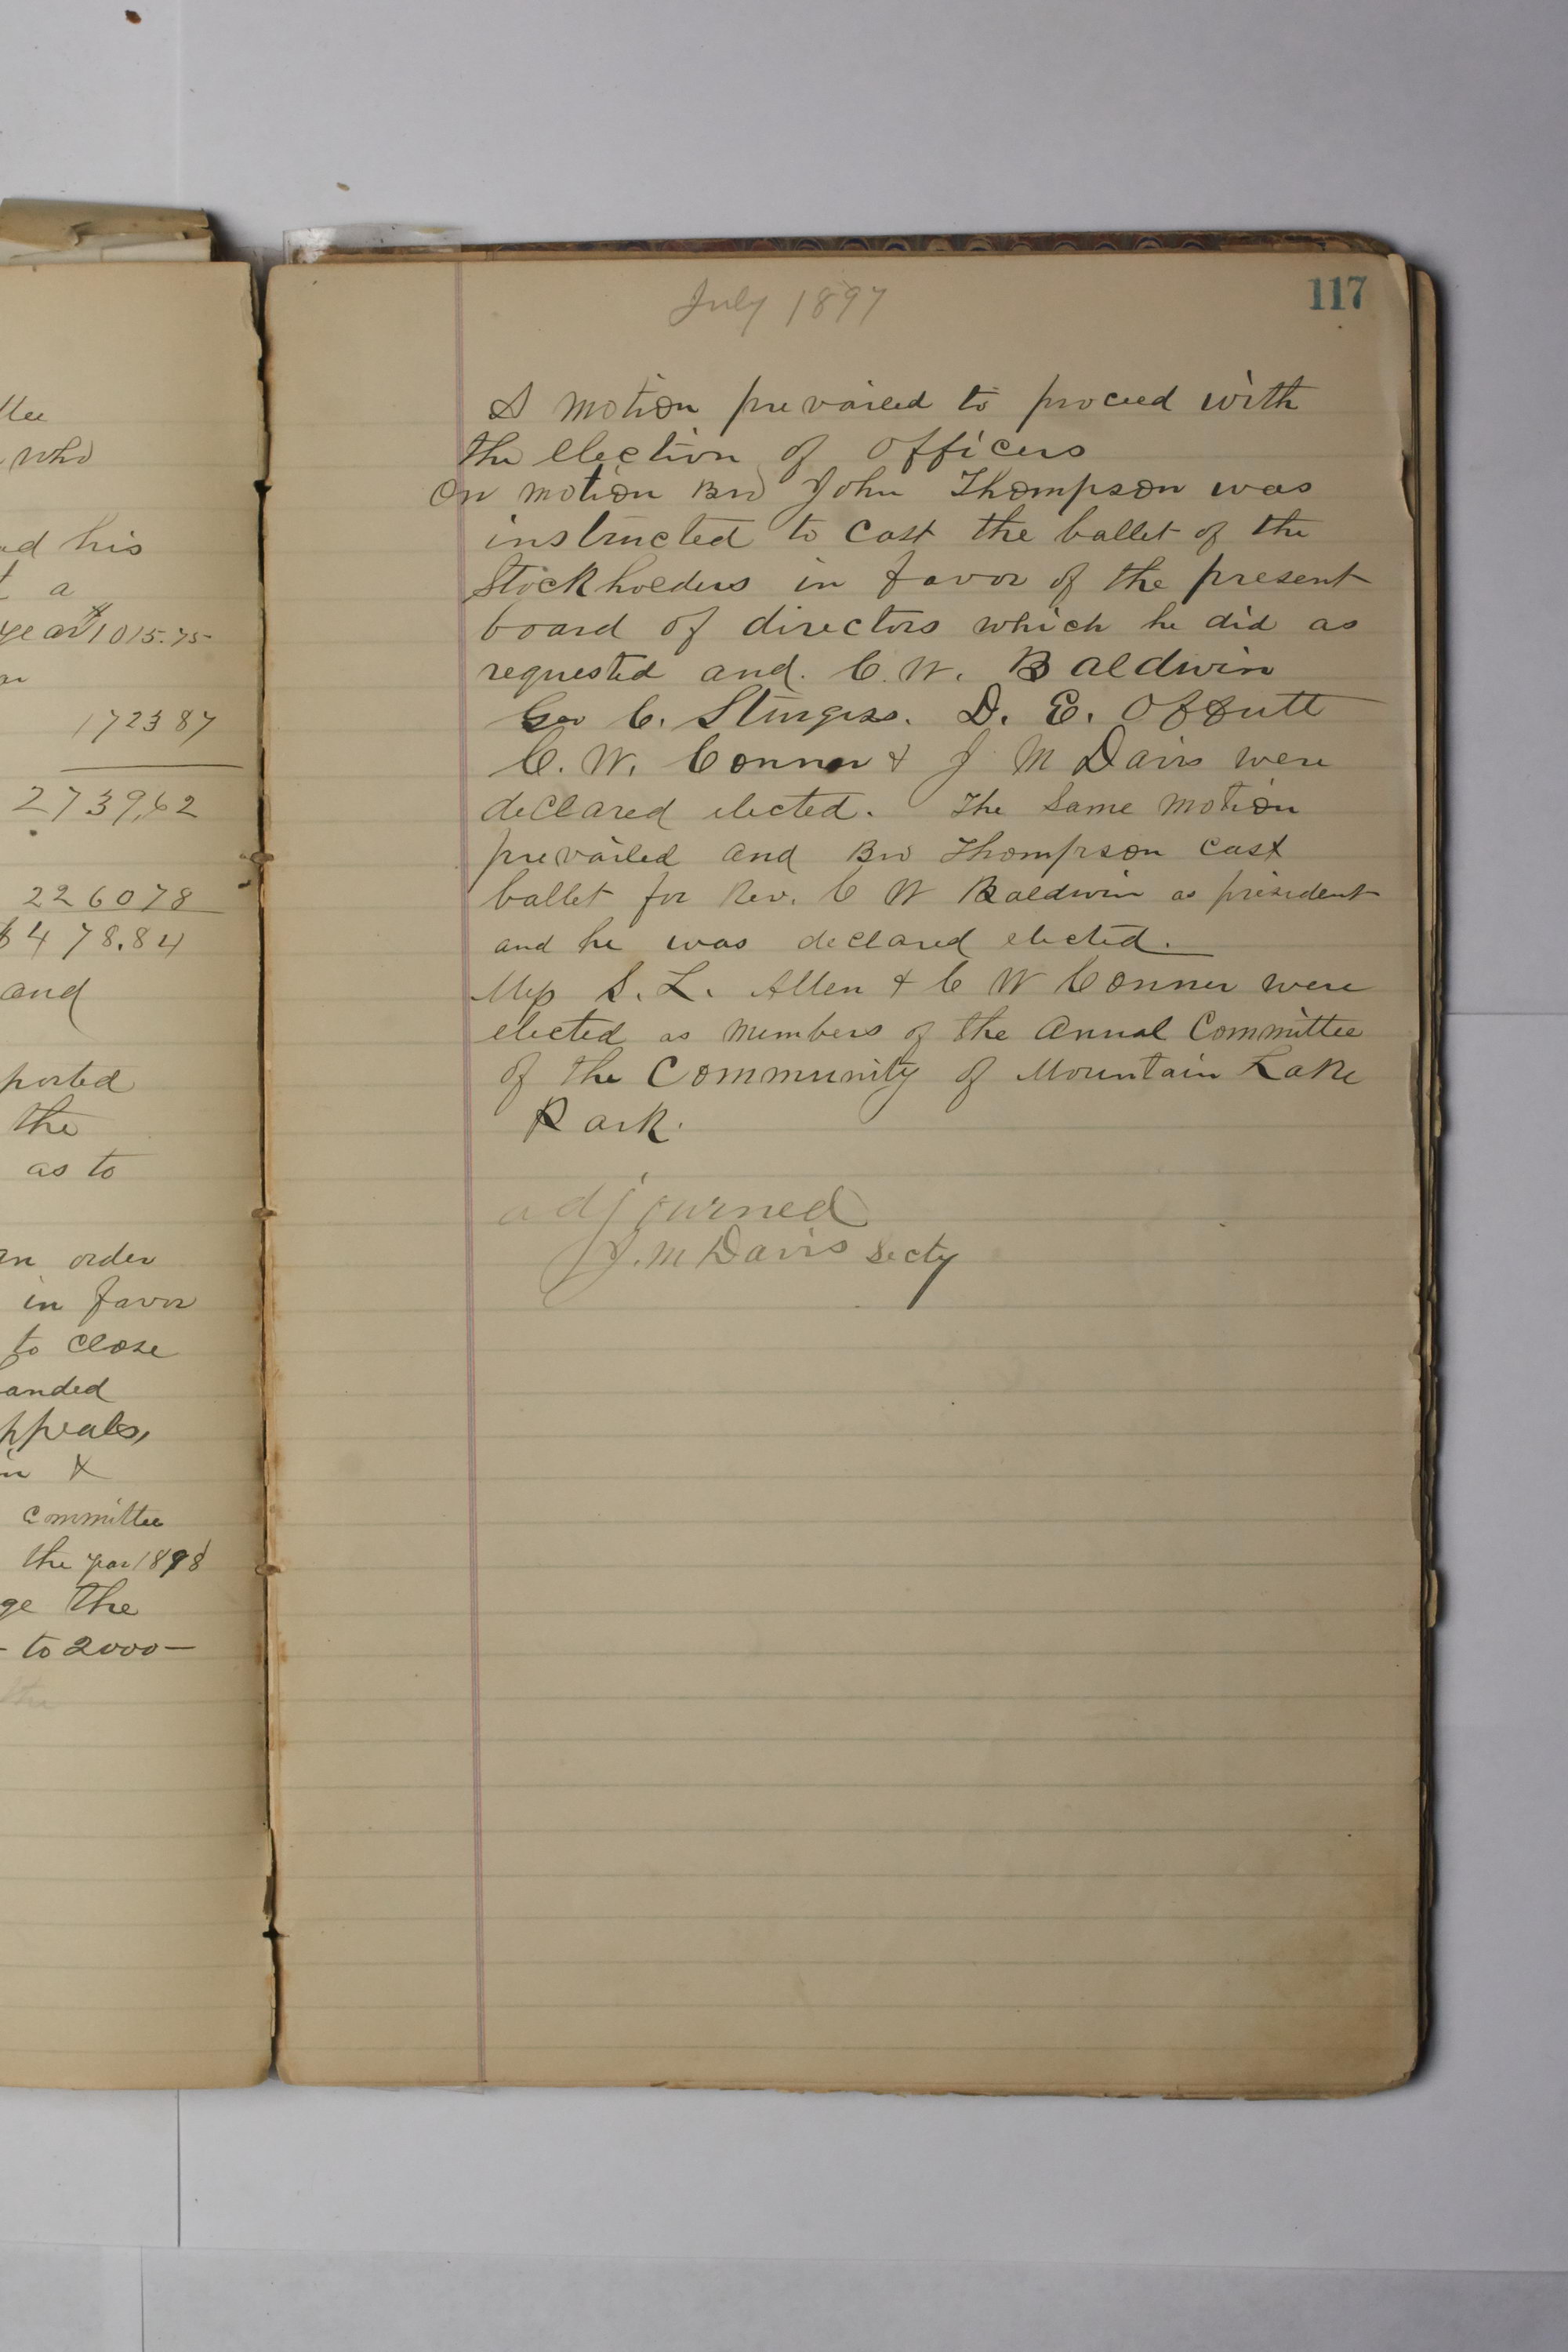 llee
who
ad his
t a
year $1015.75
172387
2739,62
226078
$478.84
and
ported
the
as to
an order
in favor
to close
anded
ppeals,
in &
committee
the year 1898
ge the
- to 2000 -
the
117
July 1897
A motion prevailed to proceed with
the election of officers
On motion Bro John Thompson was
instructed to cast the ballet of the
Stockholders in favor of the present
board of directors which he did as
requested and. C. W. Baldwin
Geo C. Sturgiss. D. E. Offutt
C. W. Conner & J M Davis were
declared elected. The same motion
prevailed and Bro Thompson cast
ballet for Rev. C W Baldwin as president
and he was declared elected.
S. L. Allen & C W Conner were
elected as members of the Annual Committee
of the Community of Mountain Lake
Park.
adjourned
J. M Davis Secty